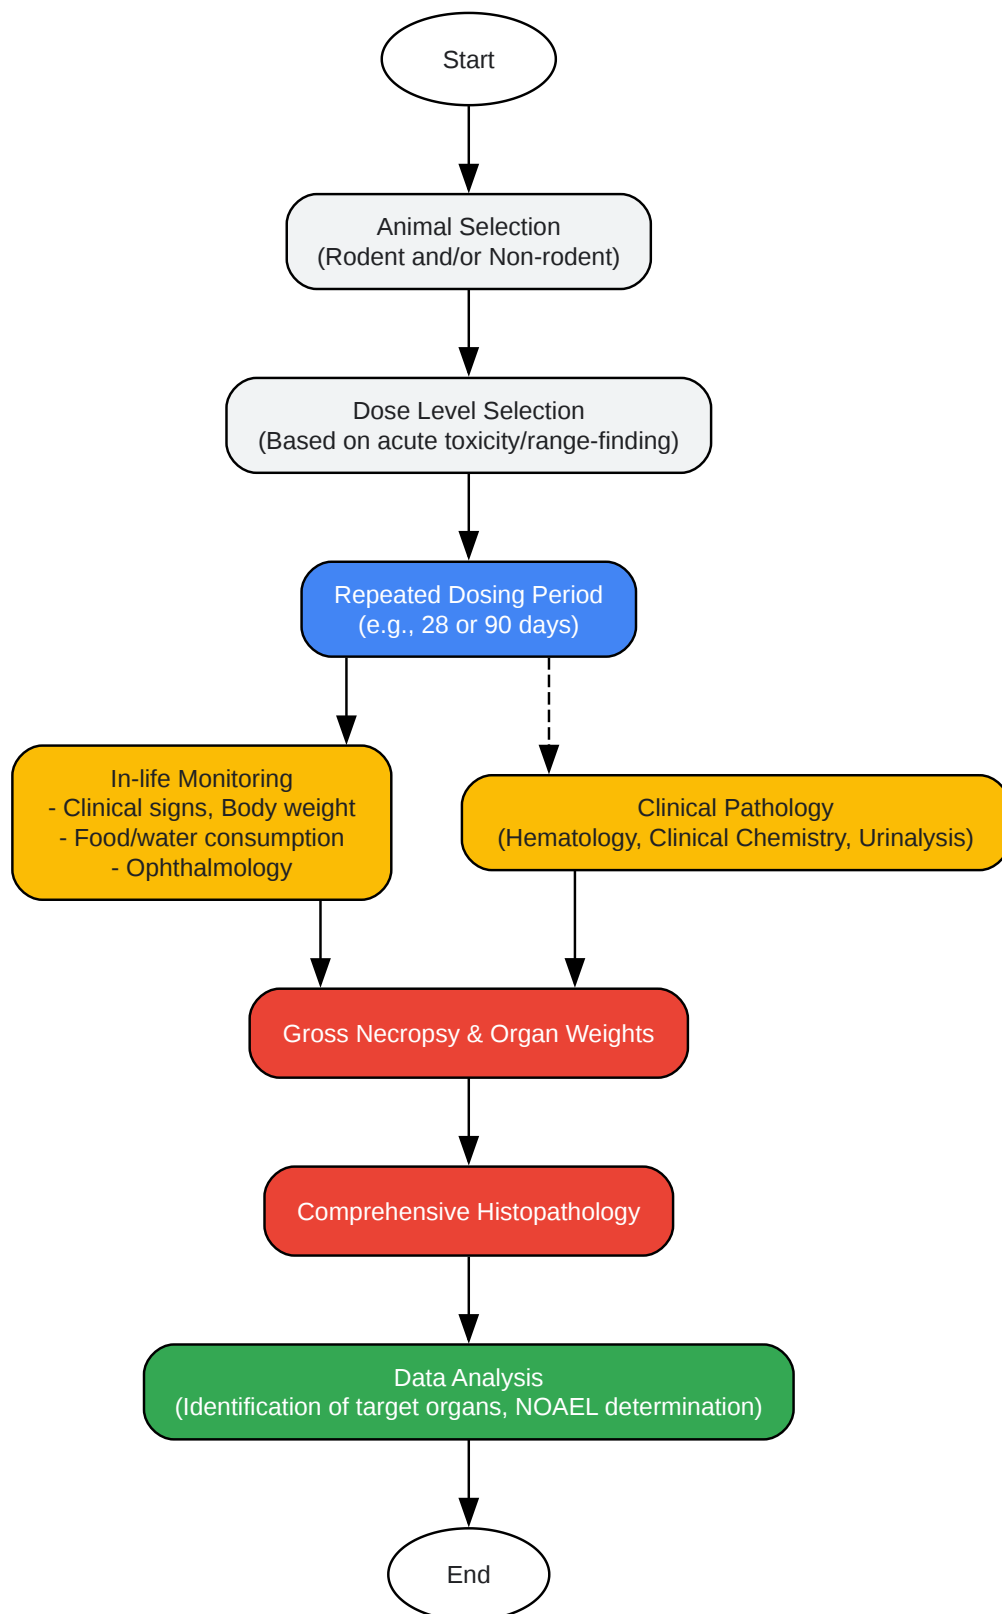 Start
Animal Selection
(Rodent and/or Non-rodent)
Dose Level Selection
(Based on acute toxicity/range-finding)
Repeated Dosing Period
(e.g., 28 or 90 days)
In-life Monitoring
- Clinical signs, Body weight
- Food/water consumption
- Ophthalmology
Clinical Pathology
(Hematology, Clinical Chemistry, Urinalysis)
Gross Necropsy & Organ Weights
Comprehensive Histopathology
Data Analysis
(Identification of target organs, NOAEL determination)
End